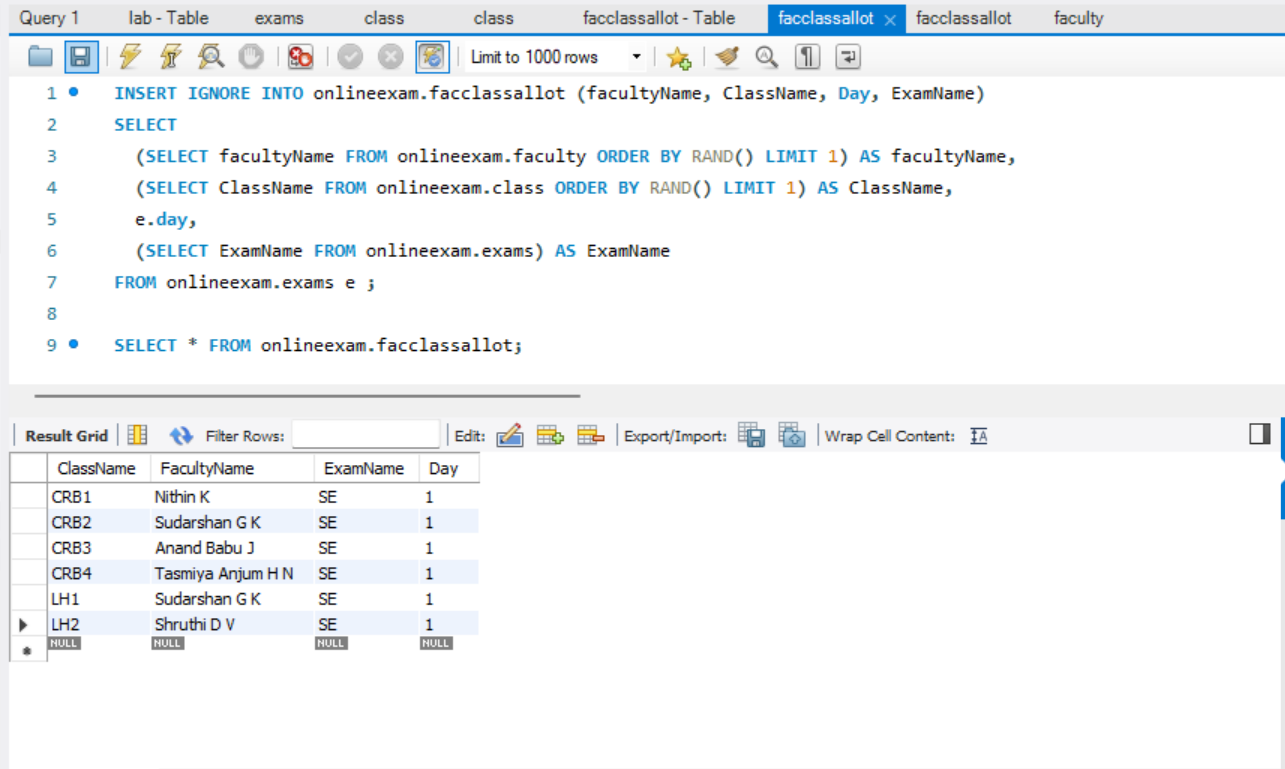 Query 1 lab - Table exams class class facclassallot - Table facclassallot × facclassallot faculty
Limit to 1000 rows
1 INSERT IGNORE INTO onlineexam.facclassallot (facultyName, ClassName, Day, ExamName)
2 SELECT
3 (SELECT facultyName FROM onlineexam.faculty ORDER BY RAND() LIMIT 1) AS facultyName,
4 (SELECT ClassName FROM onlineexam.class ORDER BY RAND() LIMIT 1) AS ClassName,
5 e.day,
6 (SELECT ExamName FROM onlineexam.exams) AS ExamName
7 FROM onlineexam.exams e ;
8
9 SELECT * FROM onlineexam.facclassallot;
Result Grid Filter Rows: Edit: Export/Import: Wrap Cell Content:
ClassName FacultyName ExamName Day
CRB1 Nithin K SE 1
CRB2 Sudarshan G K SE 1
CRB3 Anand Babu J SE 1
CRB4 Tasmiya Anjum H N SE 1
LH1 Sudarshan G K SE 1
LH2 Shruthi D V SE 1
NULL NULL NULL NULL